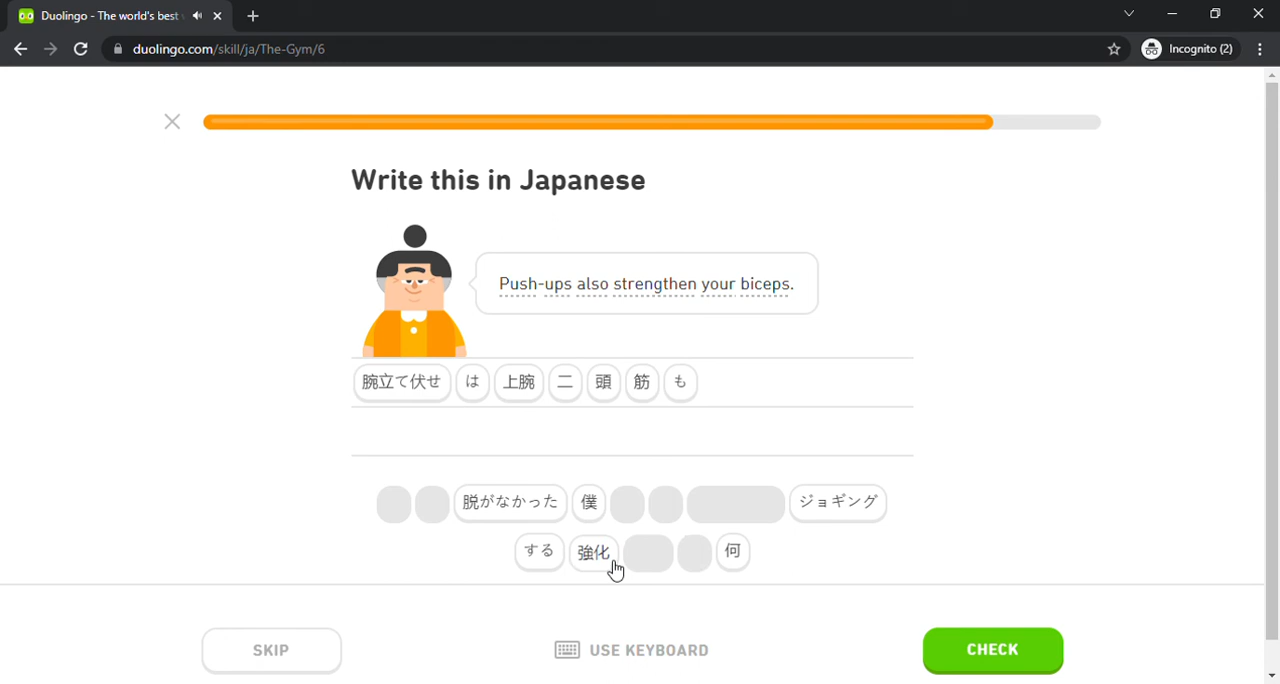 Duolingo - The world's best
duolingo.com/skill/ja/The-Gym/6
Incognito (2)
Write this in Japanese
Push-ups also strengthen your biceps.
腕立て伏せ は 上腕 二 頭 筋 も
脱がなかった 僕 ジョギング
する 強化 何
SKIP
USE KEYBOARD
CHECK